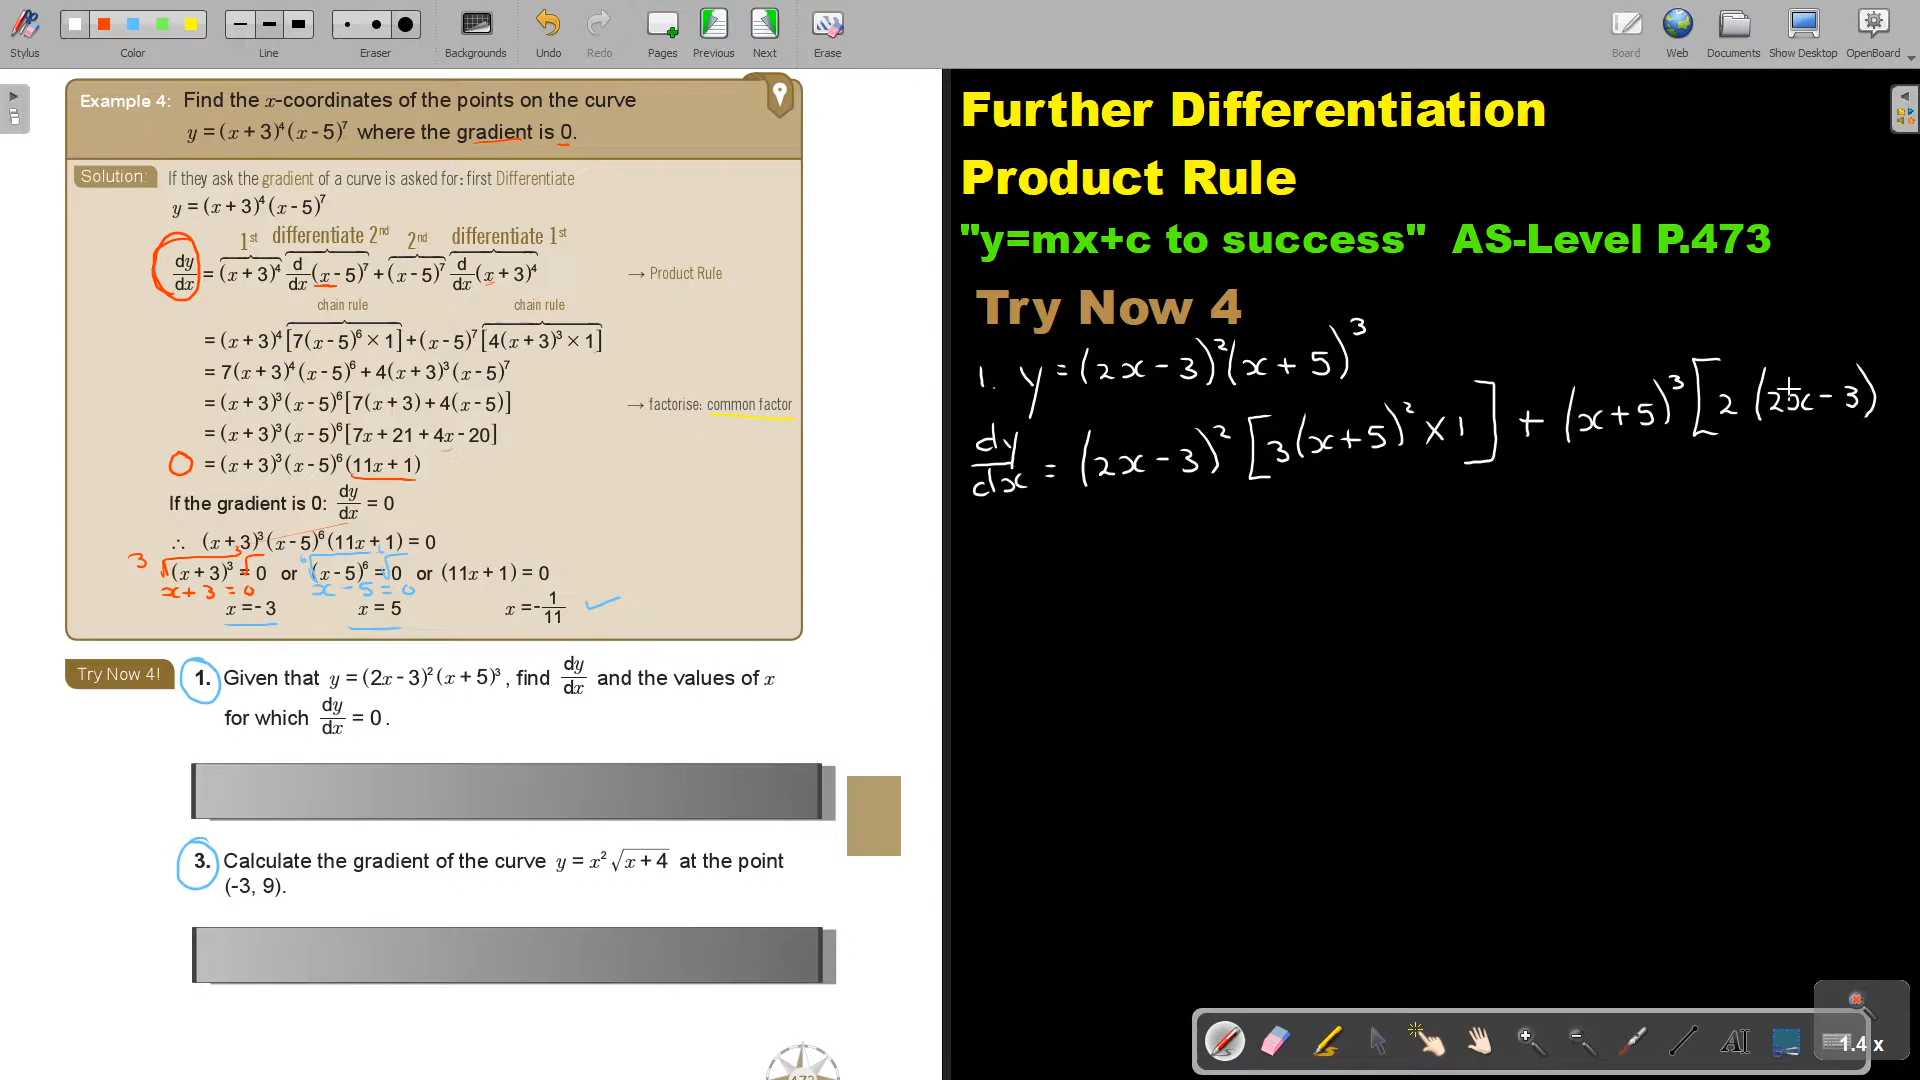 Stylus Color Line Eraser Backgrounds Undo Redo Pages Previous Next Erase Board Web Documents Show Desktop OpenBoard
Example 4: Find the x-coordinates of the points on the curve
y = (x + 3)⁴ (x - 5)⁷ where the gradient is 0.
Solution: If they ask the gradient of a curve is asked for: first Differentiate
y = (x + 3)⁴ (x - 5)⁷
1st differentiate 2nd 2nd differentiate 1st
dy/dx = (x + 3)⁴ d/dx (x - 5)⁷ + (x - 5)⁷ d/dx (x + 3)⁴ → Product Rule
chain rule chain rule
= (x + 3)⁴ [7(x - 5)⁶ × 1] + (x - 5)⁷ [4(x + 3)³ × 1]
= 7(x + 3)⁴ (x - 5)⁶ + 4(x + 3)³ (x - 5)⁷
= (x + 3)³ (x - 5)⁶ [7(x + 3) + 4(x - 5)] → factorise: common factor
= (x + 3)³ (x - 5)⁶ [7x + 21 + 4x - 20]
0 = (x + 3)³ (x - 5)⁶ (11x + 1)
If the gradient is 0: dy/dx = 0
∴ (x + 3)³ (x - 5)⁶ (11x + 1) = 0
3 3 6 6
(x + 3)³ = 0 or (x - 5)⁶ = 0 or (11x + 1) = 0
x + 3 = 0 x - 5 = 0
x = -3 x = 5 x = -1/11
Try Now 4! 1. Given that y = (2x - 3)² (x + 5)³, find dy/dx and the values of x
for which dy/dx = 0.
3. Calculate the gradient of the curve y = x² √(x + 4) at the point
(-3, 9).
Further Differentiation
Product Rule
"y=mx+c to success" AS-Level P.473
Try Now 4
1. y = (2x - 3)² (x + 5)³
dy/dx = (2x - 3)² [3(x + 5)² × 1] + (x + 5)³ [2 (2x - 3)
1.4 x